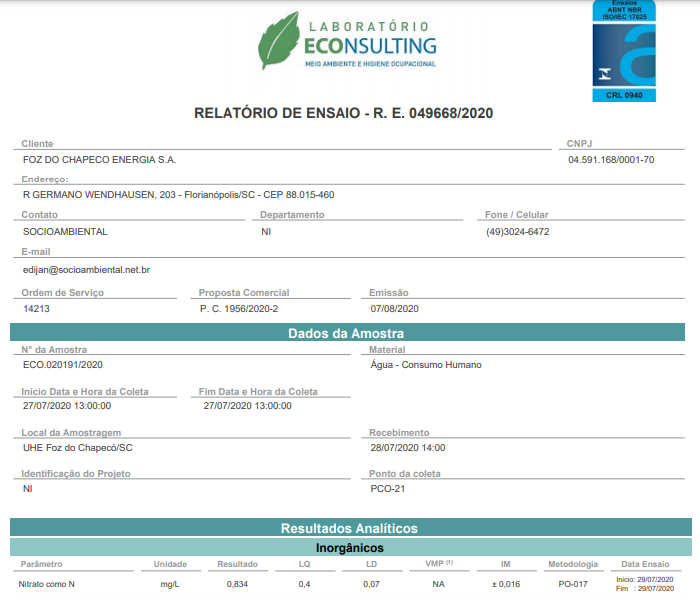 LABORATÓRIO
ECONSULTING
MEIO AMBIENTE E HIGIENE OCUPACIONAL
Ensaios
ABNT NBR
ISO/IEC 17025
CRL 0940
RELATÓRIO DE ENSAIO - R. E. 049668/2020
Cliente CNPJ
FOZ DO CHAPECO ENERGIA S.A. 04.591.168/0001-70
Endereço:
R GERMANO WENDHAUSEN, 203 - Florianópolis/SC - CEP 88.015-460
Contato Departamento Fone / Celular
SOCIOAMBIENTAL NI (49)3024-6472
E-mail
edijan@socioambiental.net.br
Ordem de Serviço Proposta Comercial Emissão
14213 P. C. 1956/2020-2 07/08/2020
Dados da Amostra
N° da Amostra Material
ECO.020191/2020 Água - Consumo Humano
Início Data e Hora da Coleta Fim Data e Hora da Coleta
27/07/2020 13:00:00 27/07/2020 13:00:00
Local da Amostragem Recebimento
UHE Foz do Chapecó/SC 28/07/2020 14:00
Identificação do Projeto Ponto da coleta
NI PCO-21
Resultados Analíticos
Inorgânicos
Parâmetro Unidade Resultado LQ LD VMP (1) IM Metodologia Data Ensaio
Nitrato como N mg/L 0,834 0,4 0,07 NA ± 0,016 PO-017 Início: 29/07/2020
Fim : 29/07/2020